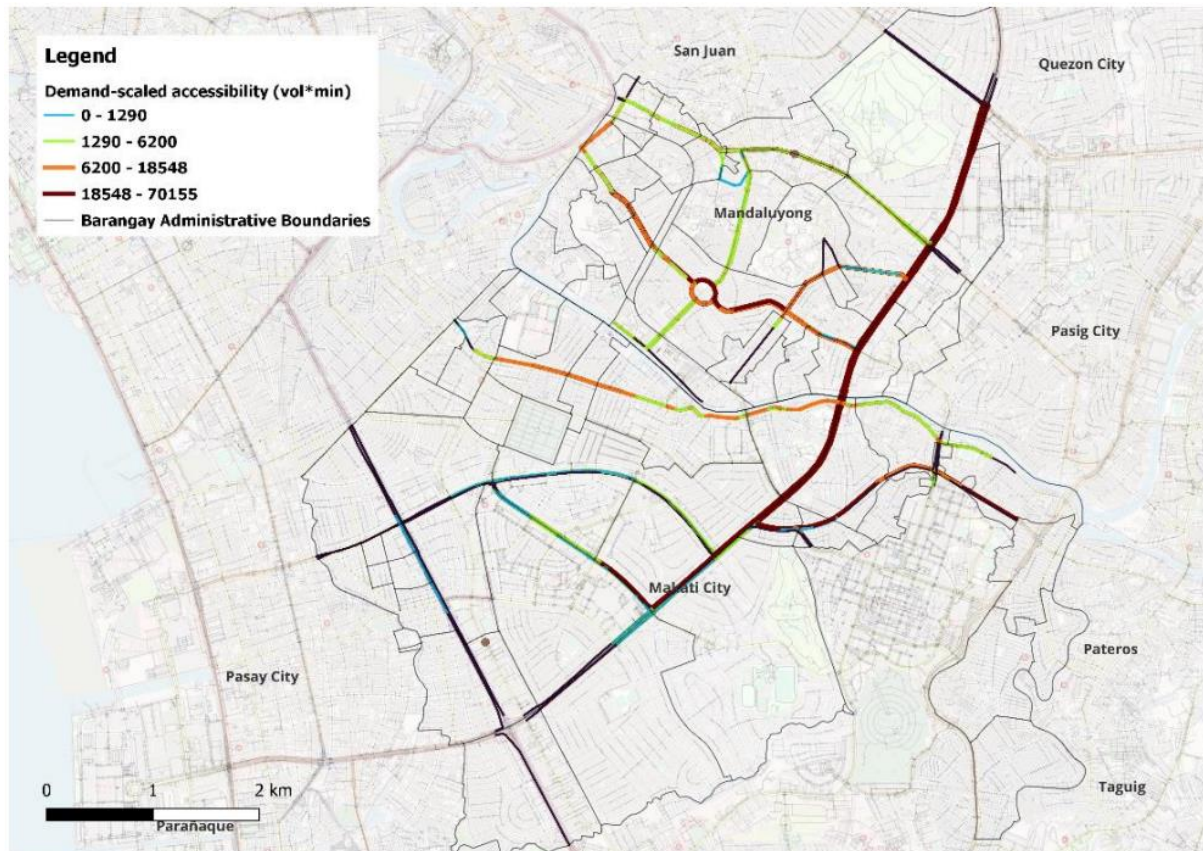 Legend
Demand-scaled accessibility (vol*min)
0 - 1290
1290 - 6200
6200 - 18548
18548 - 70155
Barangay Administrative Boundaries
San Juan
Quezon City
Mandaluyong
Pasig City
Makati City
Pasay City
Pateros
Taguig
0 1 2 km
Parañaque